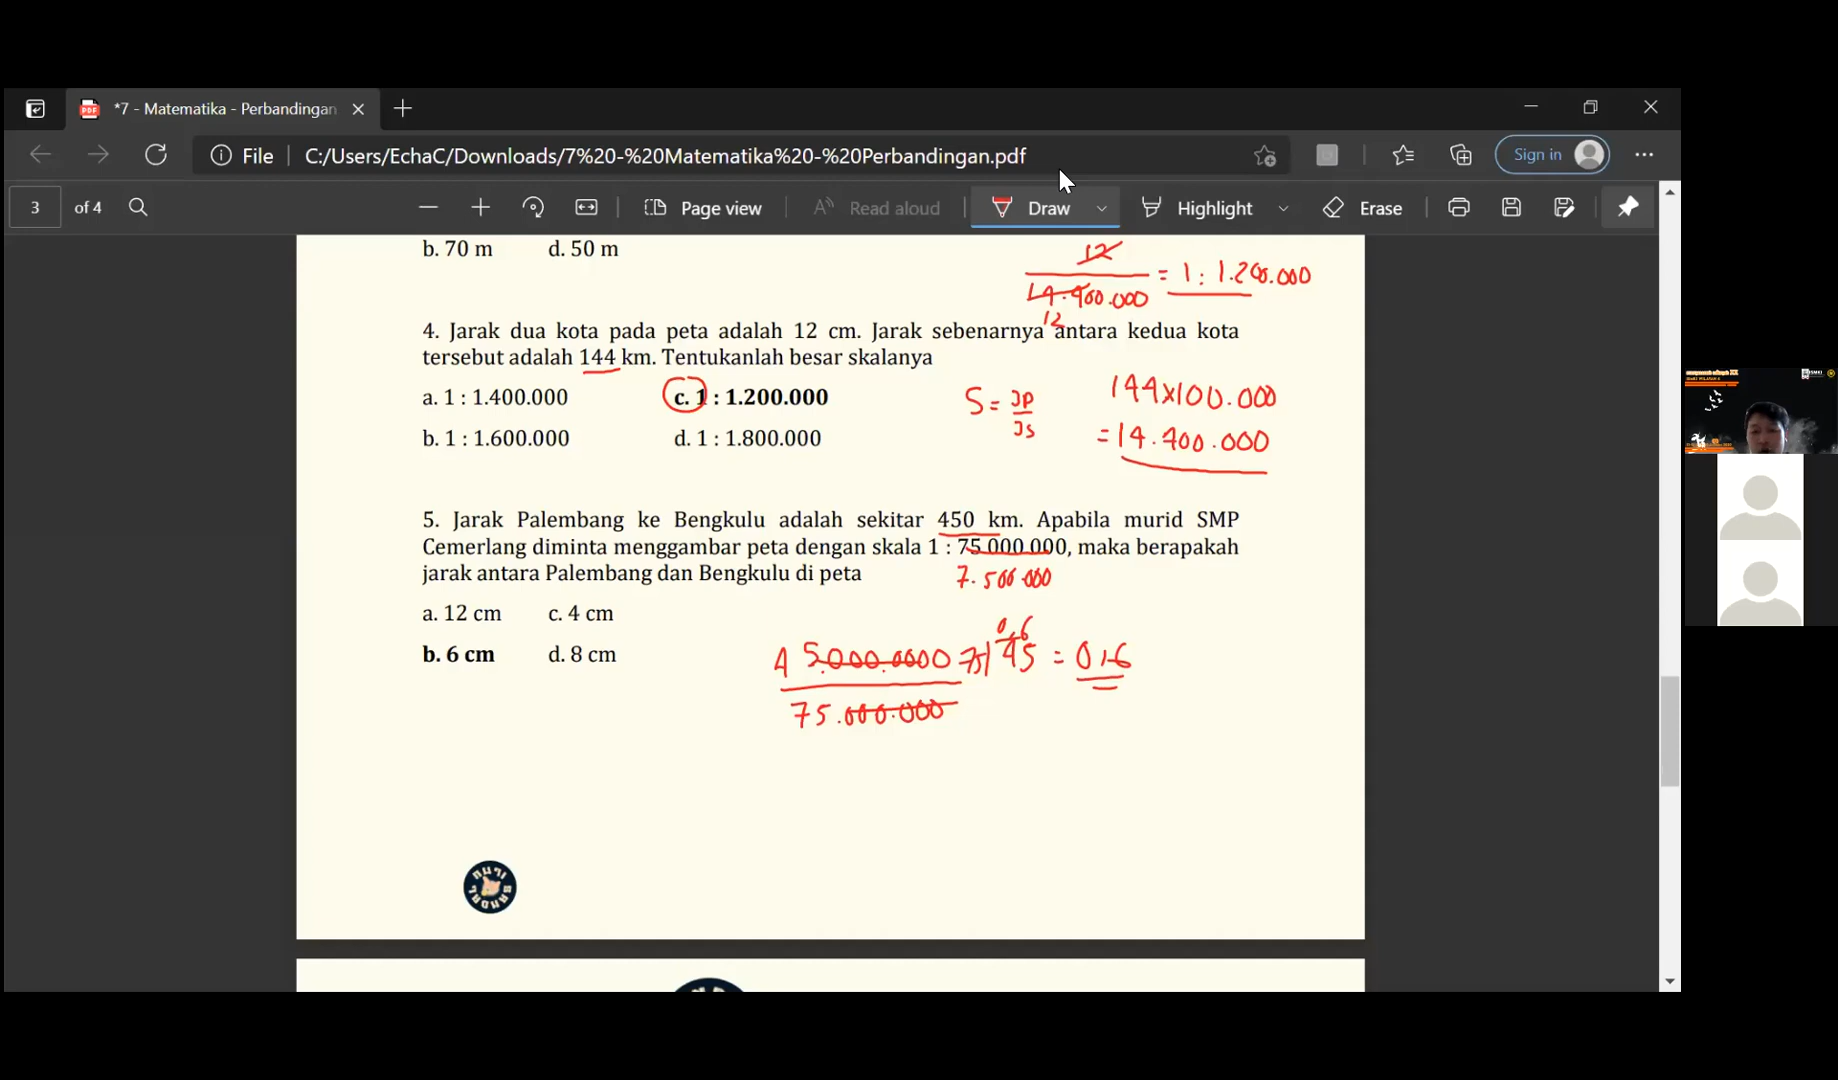 *7 - Matematika - Perbandingan
File
C:/Users/EchaC/Downloads/7%20-%20Matematika%20-%20Perbandingan.pdf
Sign in
3 of 4
Page view
Read aloud
Draw
Highlight
Erase
b. 70 m d. 50 m
12
14.400.000
= 1 : 1.200.000
12
4. Jarak dua kota pada peta adalah 12 cm. Jarak sebenarnya antara kedua kota
tersebut adalah 144 km. Tentukanlah besar skalanya
a. 1 : 1.400.000 c. 1 : 1.200.000
b. 1 : 1.600.000 d. 1 : 1.800.000
S = JP
Js
144x100.000
= 14.400.000
5. Jarak Palembang ke Bengkulu adalah sekitar 450 km. Apabila murid SMP
Cemerlang diminta menggambar peta dengan skala 1 : 75.000.000, maka berapakah
jarak antara Palembang dan Bengkulu di peta
7.500.000
a. 12 cm c. 4 cm
b. 6 cm d. 8 cm
0,6
45.000.0000 75 45 = 0,6
75.000.000